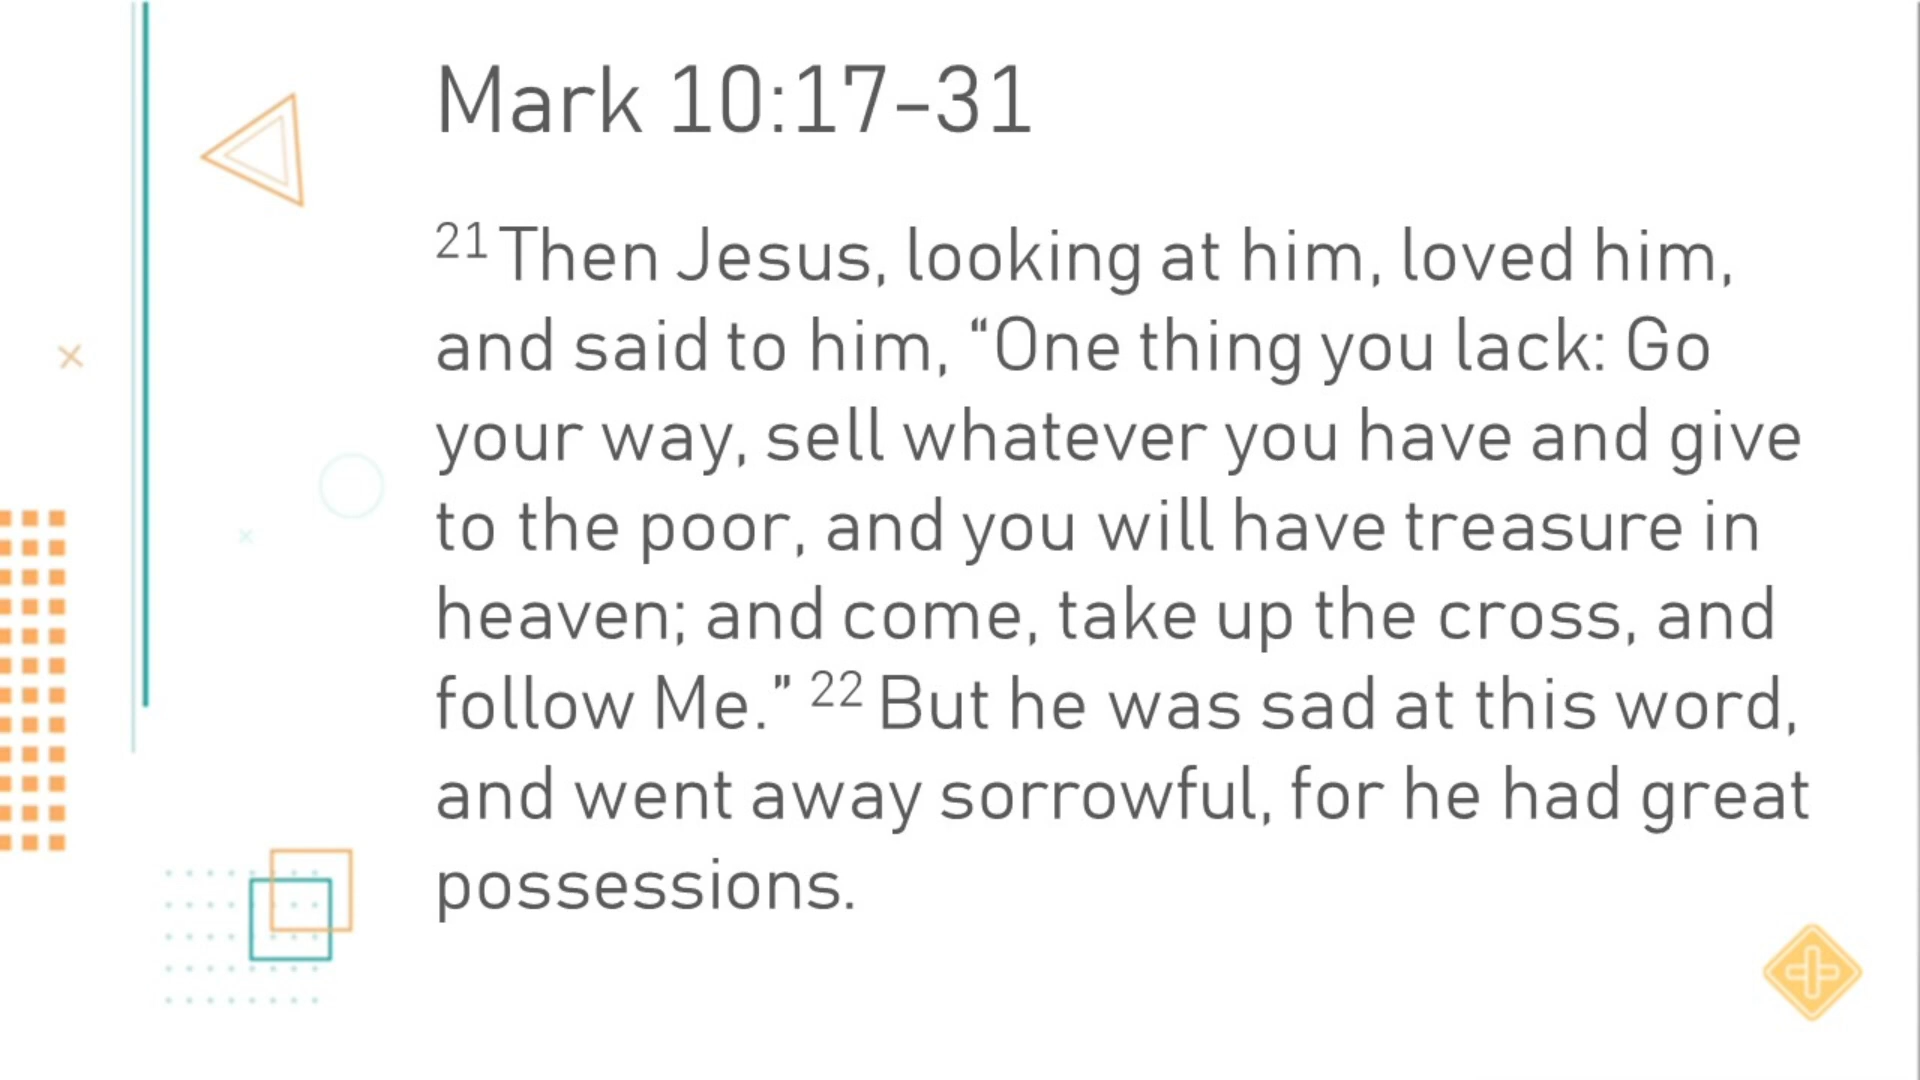 Mark 10:17-31
21 Then Jesus, looking at him, loved him,
and said to him, “One thing you lack: Go
your way, sell whatever you have and give
to the poor, and you will have treasure in
heaven; and come, take up the cross, and
follow Me.” 22 But he was sad at this word,
and went away sorrowful, for he had great
possessions.